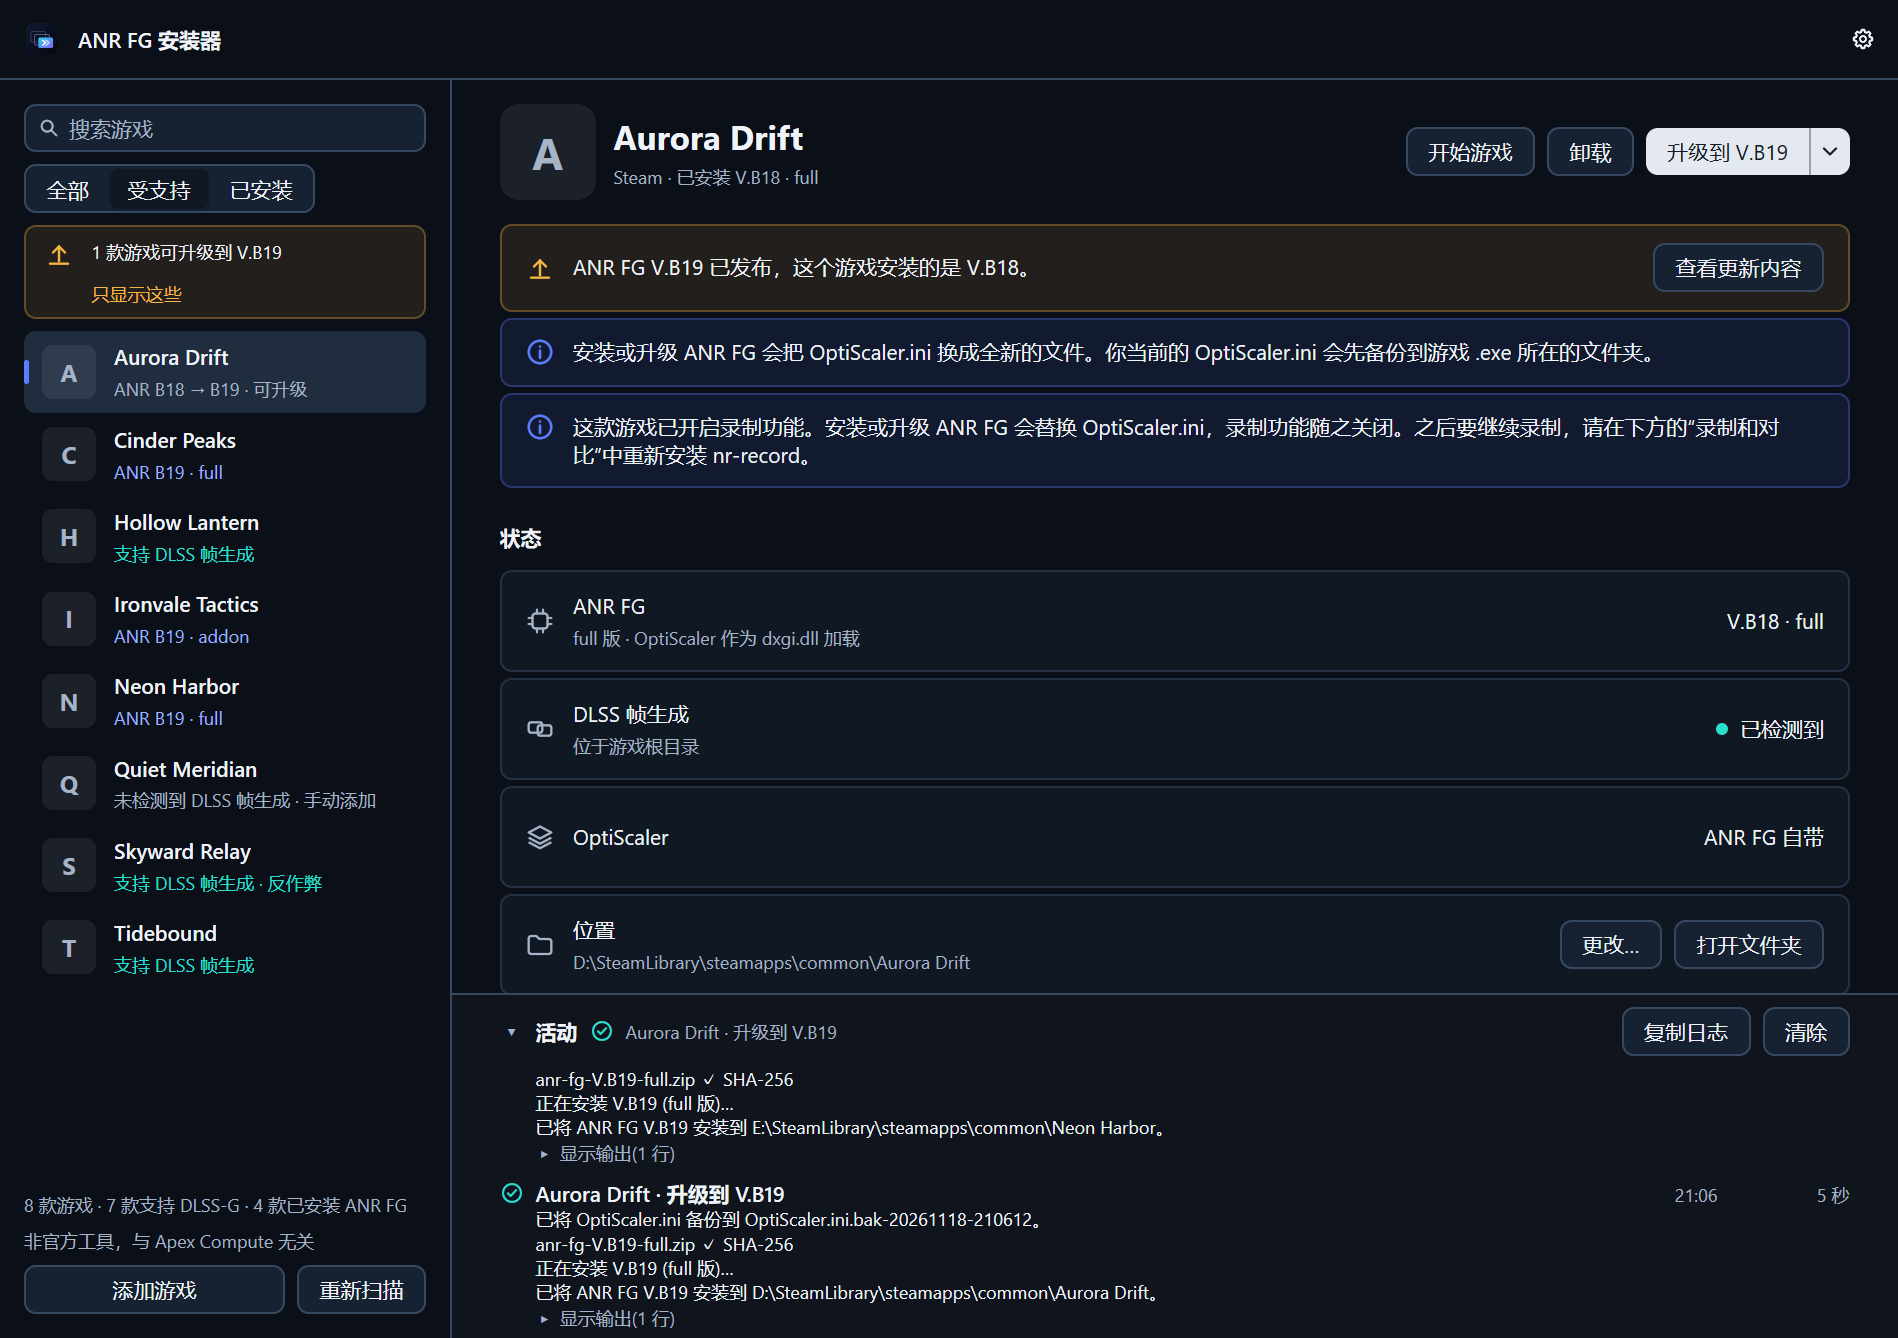 ANR FG 安装器
搜索游戏
全部
受支持
已安装
1 款游戏可升级到 V.B19
只显示这些
A
Aurora Drift
ANR B18 → B19 · 可升级
C
Cinder Peaks
ANR B19 · full
H
Hollow Lantern
支持 DLSS 帧生成
I
Ironvale Tactics
ANR B19 · addon
N
Neon Harbor
ANR B19 · full
Q
Quiet Meridian
未检测到 DLSS 帧生成 · 手动添加
S
Skyward Relay
支持 DLSS 帧生成 · 反作弊
T
Tidebound
支持 DLSS 帧生成
8 款游戏 · 7 款支持 DLSS-G · 4 款已安装 ANR FG
非官方工具，与 Apex Compute 无关
添加游戏
重新扫描
A
Aurora Drift
Steam · 已安装 V.B18 · full
开始游戏
卸载
升级到 V.B19
ANR FG V.B19 已发布，这个游戏安装的是 V.B18。
查看更新内容
安装或升级 ANR FG 会把 OptiScaler.ini 换成全新的文件。你当前的 OptiScaler.ini 会先备份到游戏 .exe 所在的文件夹。
这款游戏已开启录制功能。安装或升级 ANR FG 会替换 OptiScaler.ini，录制功能随之关闭。之后要继续录制，请在下方的“录制和对
比”中重新安装 nr-record。
状态
ANR FG
full 版 · OptiScaler 作为 dxgi.dll 加载
V.B18 · full
DLSS 帧生成
位于游戏根目录
已检测到
OptiScaler
ANR FG 自带
位置
D:\SteamLibrary\steamapps\common\Aurora Drift
更改...
打开文件夹
活动
Aurora Drift · 升级到 V.B19
复制日志
清除
anr-fg-V.B19-full.zip ✓ SHA-256
正在安装 V.B19 (full 版)...
已将 ANR FG V.B19 安装到 E:\SteamLibrary\steamapps\common\Neon Harbor。
显示输出(1 行)
Aurora Drift · 升级到 V.B19
21:06
5 秒
已将 OptiScaler.ini 备份到 OptiScaler.ini.bak-20261118-210612。
anr-fg-V.B19-full.zip ✓ SHA-256
正在安装 V.B19 (full 版)...
已将 ANR FG V.B19 安装到 D:\SteamLibrary\steamapps\common\Aurora Drift。
显示输出(1 行)